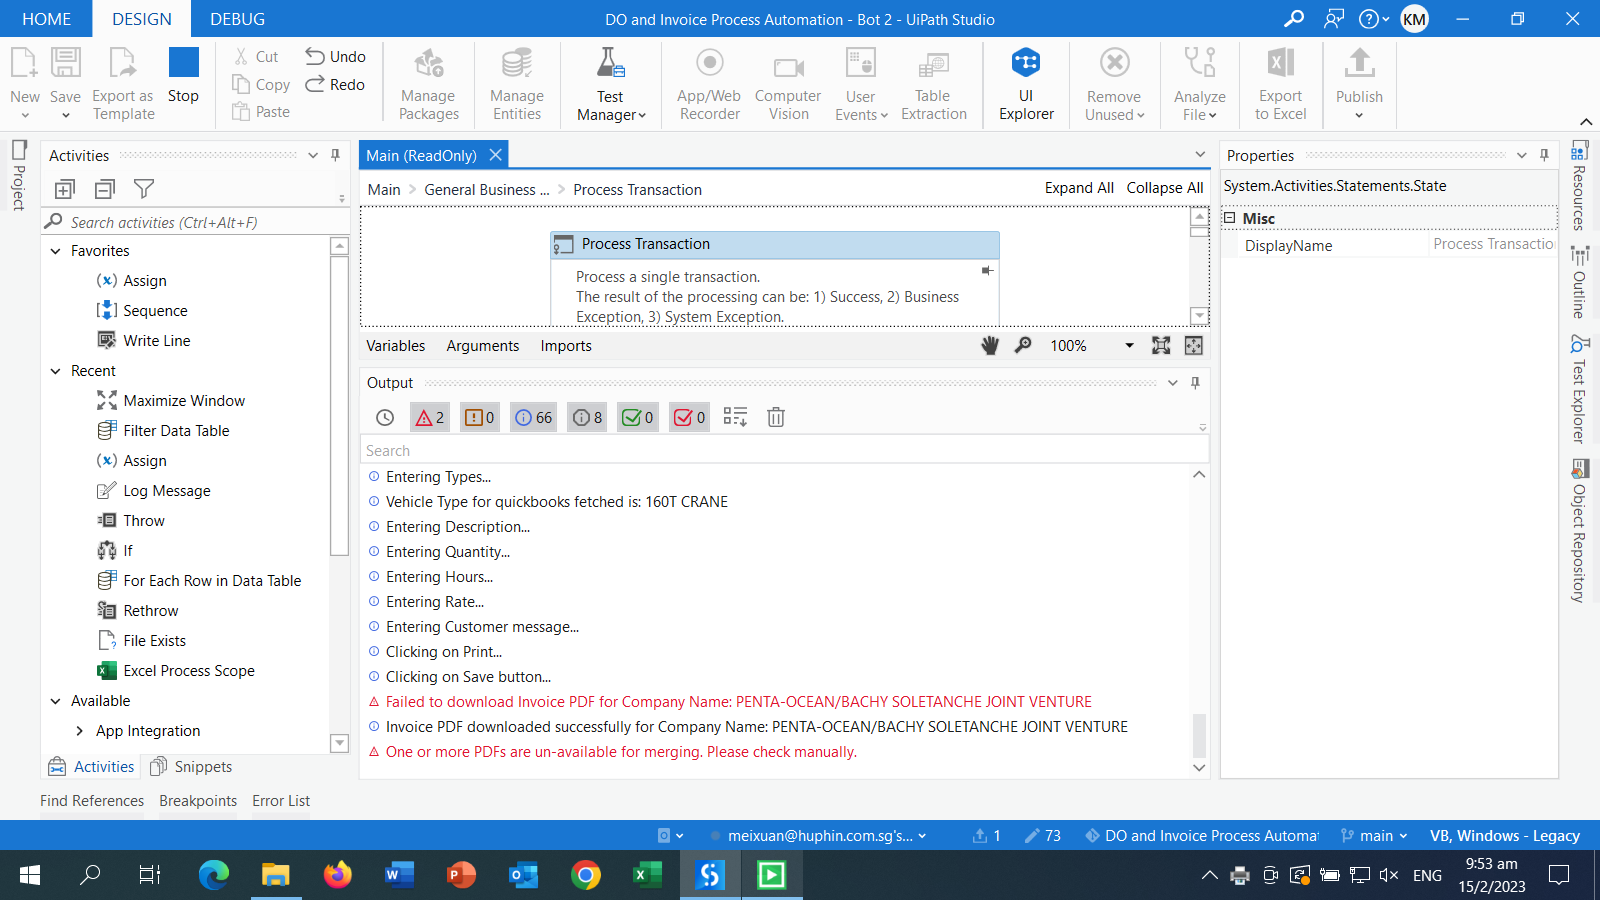 HOME
DESIGN
DEBUG
DO and Invoice Process Automation - Bot 2 - UiPath Studio
KM
New
Save
Export as Template
Stop
Cut
Copy
Paste
Undo
Redo
Manage Packages
Manage Entities
Test Manager
App/Web Recorder
Computer Vision
User Events
Table Extraction
UI Explorer
Remove Unused
Analyze File
Export to Excel
Publish
Project
Activities
Search activities (Ctrl+Alt+F)
Favorites
Assign
Sequence
Write Line
Recent
Maximize Window
Filter Data Table
Assign
Log Message
Throw
If
For Each Row in Data Table
Rethrow
File Exists
Excel Process Scope
Available
App Integration
Activities
Snippets
Main (ReadOnly)
Main > General Business ... > Process Transaction
Expand All
Collapse All
Process Transaction
Process a single transaction.
The result of the processing can be: 1) Success, 2) Business
Exception, 3) System Exception.
Variables
Arguments
Imports
100%
Output
2
0
66
8
0
0
Search
Entering Types...
Vehicle Type for quickbooks fetched is: 160T CRANE
Entering Description...
Entering Quantity...
Entering Hours...
Entering Rate...
Entering Customer message...
Clicking on Print...
Clicking on Save button...
Failed to download Invoice PDF for Company Name: PENTA-OCEAN/BACHY SOLETANCHE JOINT VENTURE
Invoice PDF downloaded successfully for Company Name: PENTA-OCEAN/BACHY SOLETANCHE JOINT VENTURE
One or more PDFs are un-available for merging. Please check manually.
Properties
System.Activities.Statements.State
Misc
DisplayName
Process Transactio
Resources
Outline
Test Explorer
Object Repository
Find References
Breakpoints
Error List
meixuan@huphin.com.sg's...
1
73
DO and Invoice Process Automat
main
VB, Windows - Legacy
ENG
9:53 am
15/2/2023